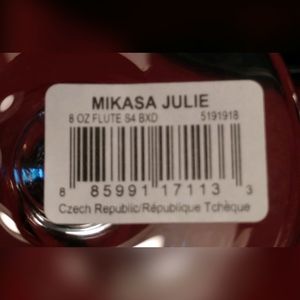 MIKASA JULIE
8 OZ FLUTE S4 BXD 5191918
8 85991 17113 3
Czech Republic/République Tchèque